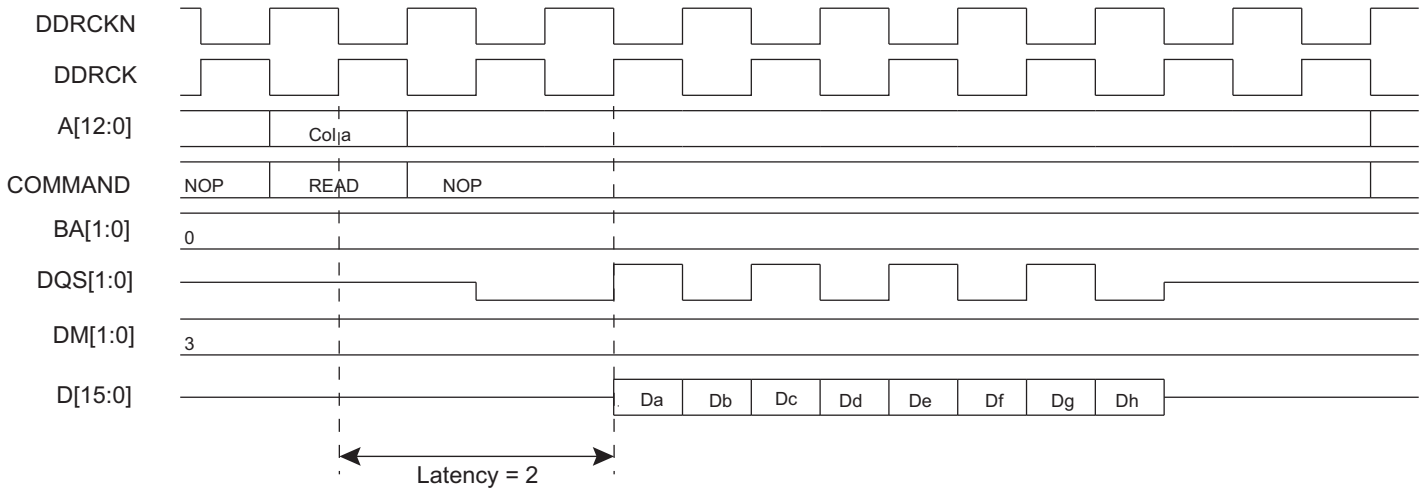 DDRCKN
DDRCK
A[12:0]
Col a
COMMAND
NOP READ NOP
BA[1:0]
0
DQS[1:0]
DM[1:0]
3
D[15:0]
Da Db Dc Dd De Df Dg Dh
Latency = 2